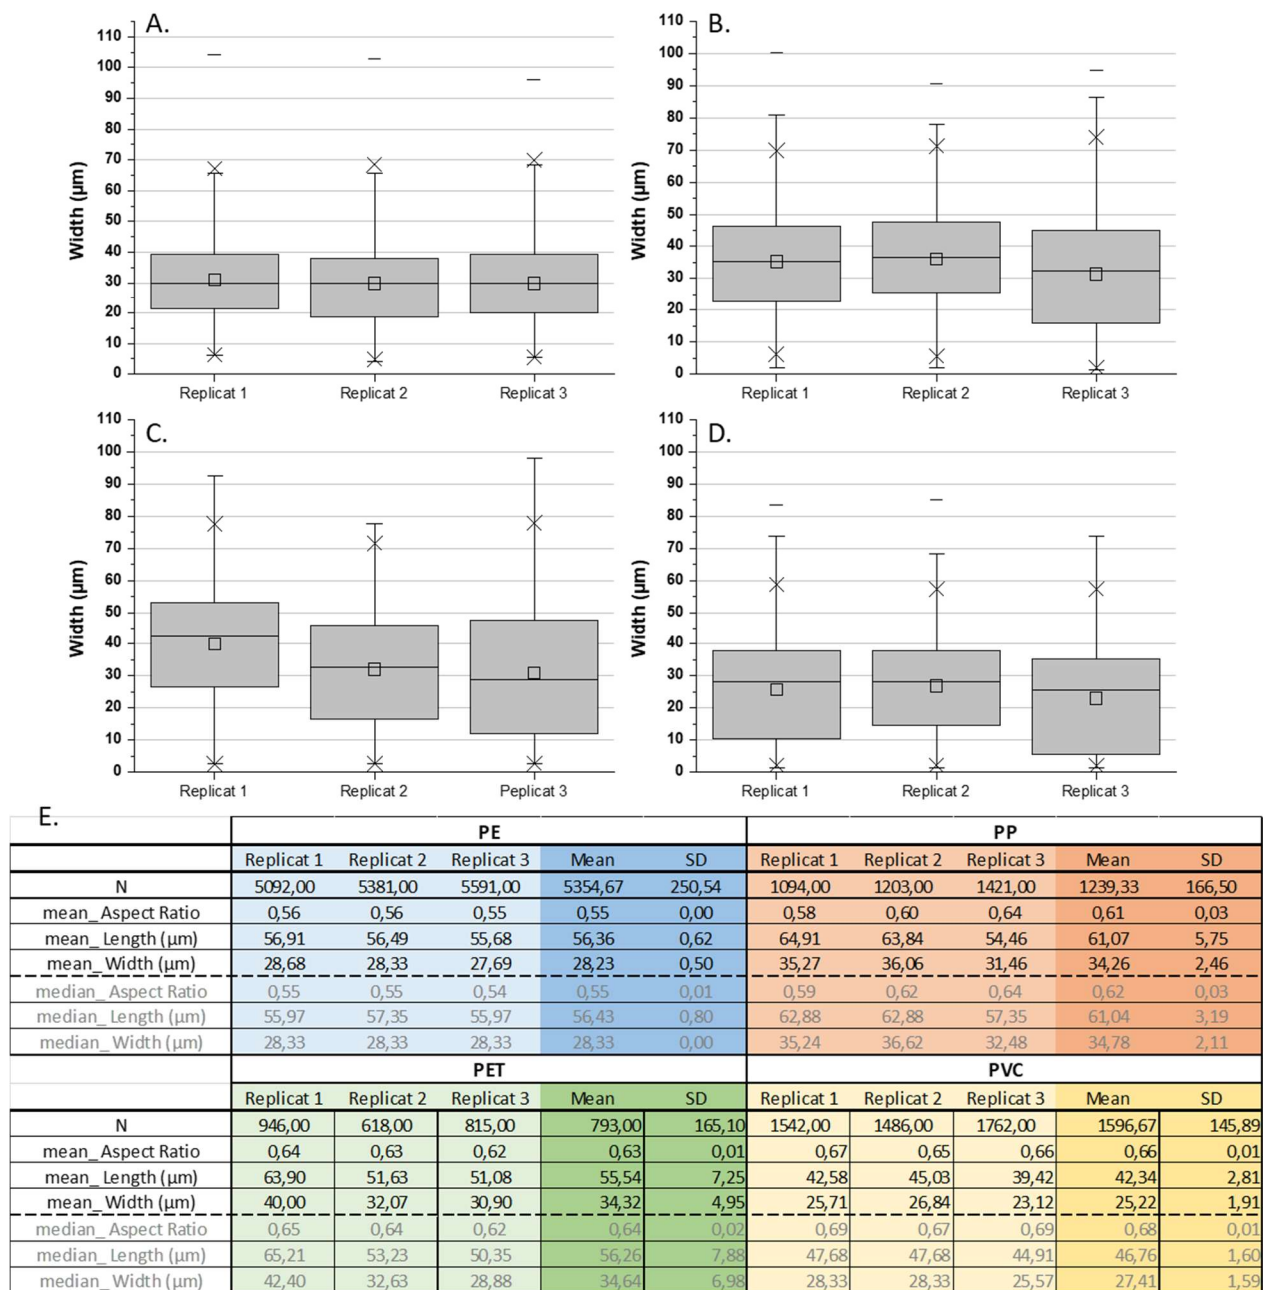 A.
110
100
90
80
70
60
50
40
30
20
10
0
Width (µm)
Replicat 1 Replicat 2 Replicat 3
B.
110
100
90
80
70
60
50
40
30
20
10
0
Width (µm)
Replicat 1 Replicat 2 Replicat 3
C.
110
100
90
80
70
60
50
40
30
20
10
0
Width (µm)
Replicat 1 Replicat 2 Peplicat 3
D.
110
100
90
80
70
60
50
40
30
20
10
0
Width (µm)
Replicat 1 Replicat 2 Replicat 3
E.
PE PP
Replicat 1 Replicat 2 Replicat 3 Mean SD Replicat 1 Replicat 2 Replicat 3 Mean SD
N 5092,00 5381,00 5591,00 5354,67 250,54 1094,00 1203,00 1421,00 1239,33 166,50
mean_Aspect Ratio 0,56 0,56 0,55 0,55 0,00 0,58 0,60 0,64 0,61 0,03
mean_Length (µm) 56,91 56,49 55,68 56,36 0,62 64,91 63,84 54,46 61,07 5,75
mean_Width (µm) 28,68 28,33 27,69 28,23 0,50 35,27 36,06 31,46 34,26 2,46
median_Aspect Ratio 0,55 0,55 0,54 0,55 0,01 0,59 0,62 0,64 0,62 0,03
median_Length (µm) 55,97 57,35 55,97 56,43 0,80 62,88 62,88 57,35 61,04 3,19
median_Width (µm) 28,33 28,33 28,33 28,33 0,00 35,24 36,62 32,48 34,78 2,11
PET PVC
Replicat 1 Replicat 2 Replicat 3 Mean SD Replicat 1 Replicat 2 Replicat 3 Mean SD
N 946,00 618,00 815,00 793,00 165,10 1542,00 1486,00 1762,00 1596,67 145,89
mean_Aspect Ratio 0,64 0,63 0,62 0,63 0,01 0,67 0,65 0,66 0,66 0,01
mean_Length (µm) 63,90 51,63 51,08 55,54 7,25 42,58 45,03 39,42 42,34 2,81
mean_Width (µm) 40,00 32,07 30,90 34,32 4,95 25,71 26,84 23,12 25,22 1,91
median_Aspect Ratio 0,65 0,64 0,62 0,64 0,02 0,69 0,67 0,69 0,68 0,01
median_Length (µm) 65,21 53,23 50,35 56,26 7,88 47,68 47,68 44,91 46,76 1,60
median_Width (µm) 42,40 32,63 28,88 34,64 6,98 28,33 28,33 25,57 27,41 1,59